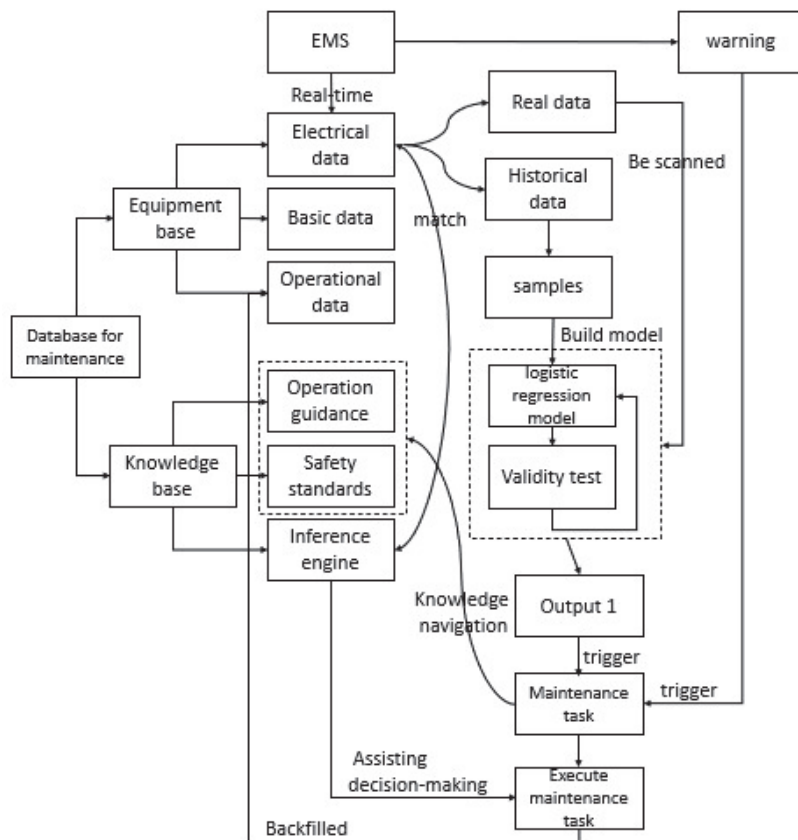 EMS
warning
Real-time
Electrical
data
Real data
Be scanned
Historical
data
match
Equipment
base
Basic data
Operational
data
samples
Database for
maintenance
Build model
logistic
regression
model
Operation
guidance
Safety
standards
Validity test
Knowledge
base
Inference
engine
Knowledge
navigation
Output 1
trigger
trigger
Maintenance
task
Assisting
decision-making
Execute
maintenance
task
Backfilled